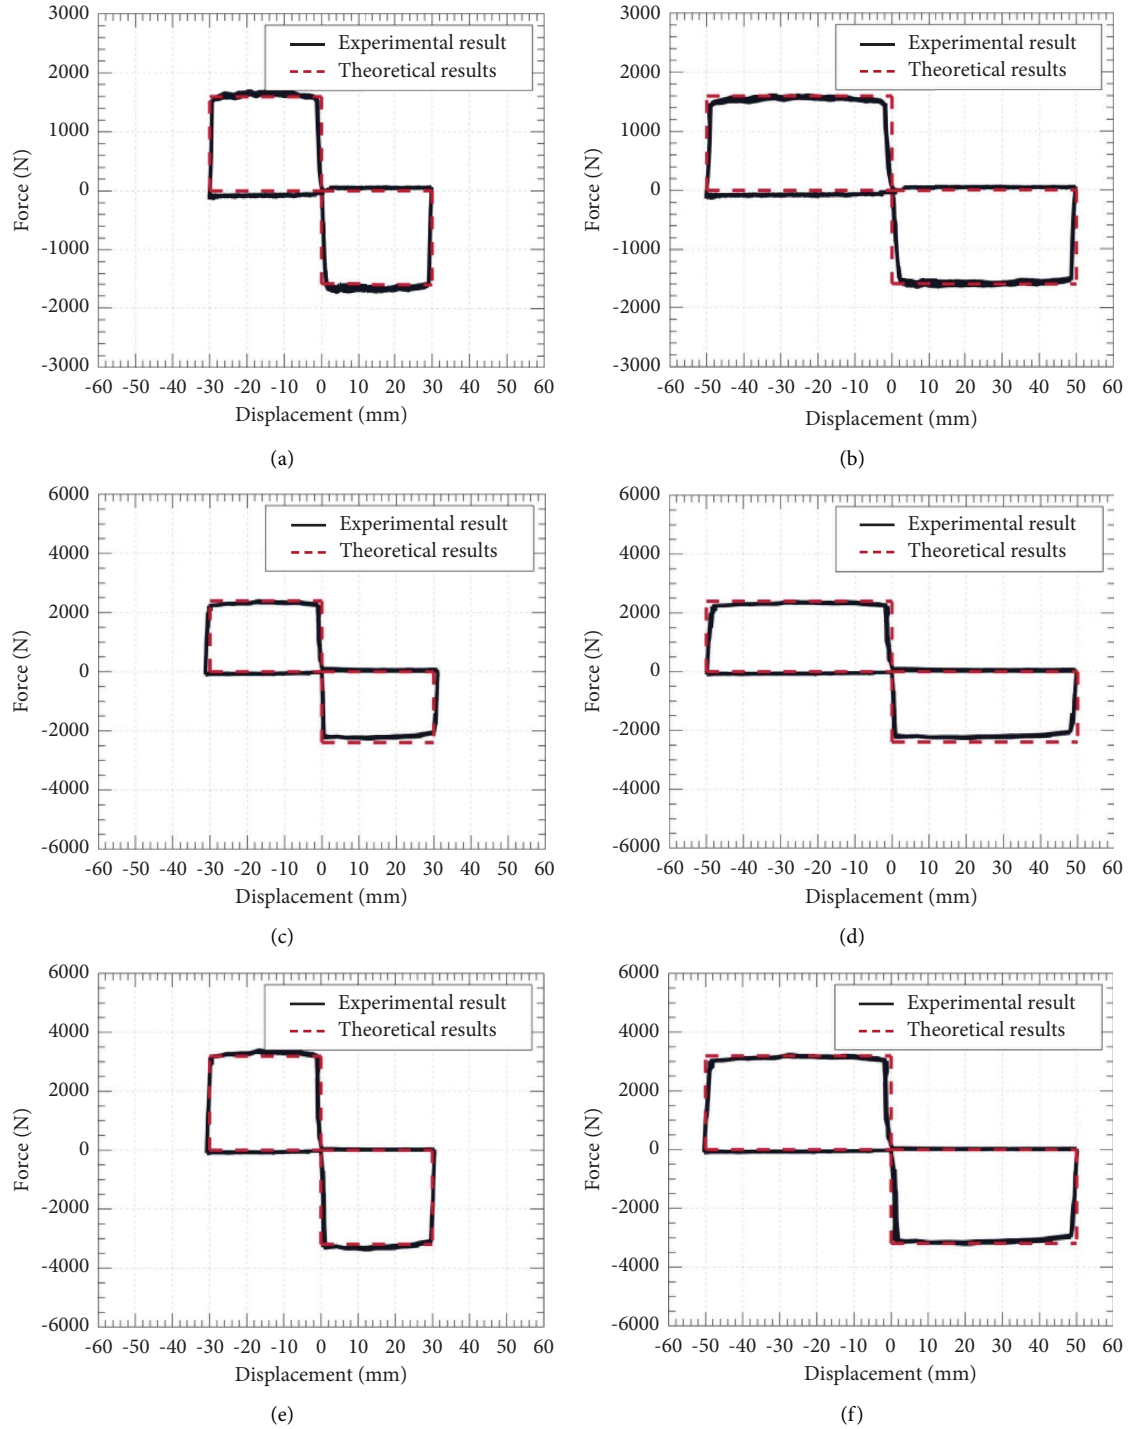 3000
2000
1000
0
-1000
-2000
-3000
Force (N)
Experimental result
Theoretical results
-60 -50 -40 -30 -20 -10 0 10 20 30 40 50 60
Displacement (mm)
(a)
3000
2000
1000
0
-1000
-2000
-3000
Force (N)
Experimental result
Theoretical results
-60 -50 -40 -30 -20 -10 0 10 20 30 40 50 60
Displacement (mm)
(b)
6000
4000
2000
0
-2000
-4000
-6000
Force (N)
Experimental result
Theoretical results
-60 -50 -40 -30 -20 -10 0 10 20 30 40 50 60
Displacement (mm)
(c)
6000
4000
2000
0
-2000
-4000
-6000
Force (N)
Experimental result
Theoretical results
-60 -50 -40 -30 -20 -10 0 10 20 30 40 50 60
Displacement (mm)
(d)
6000
4000
2000
0
-2000
-4000
-6000
Force (N)
Experimental result
Theoretical results
-60 -50 -40 -30 -20 -10 0 10 20 30 40 50 60
Displacement (mm)
(e)
6000
4000
2000
0
-2000
-4000
-6000
Force (N)
Experimental result
Theoretical results
-60 -50 -40 -30 -20 -10 0 10 20 30 40 50 60
Displacement (mm)
(f)